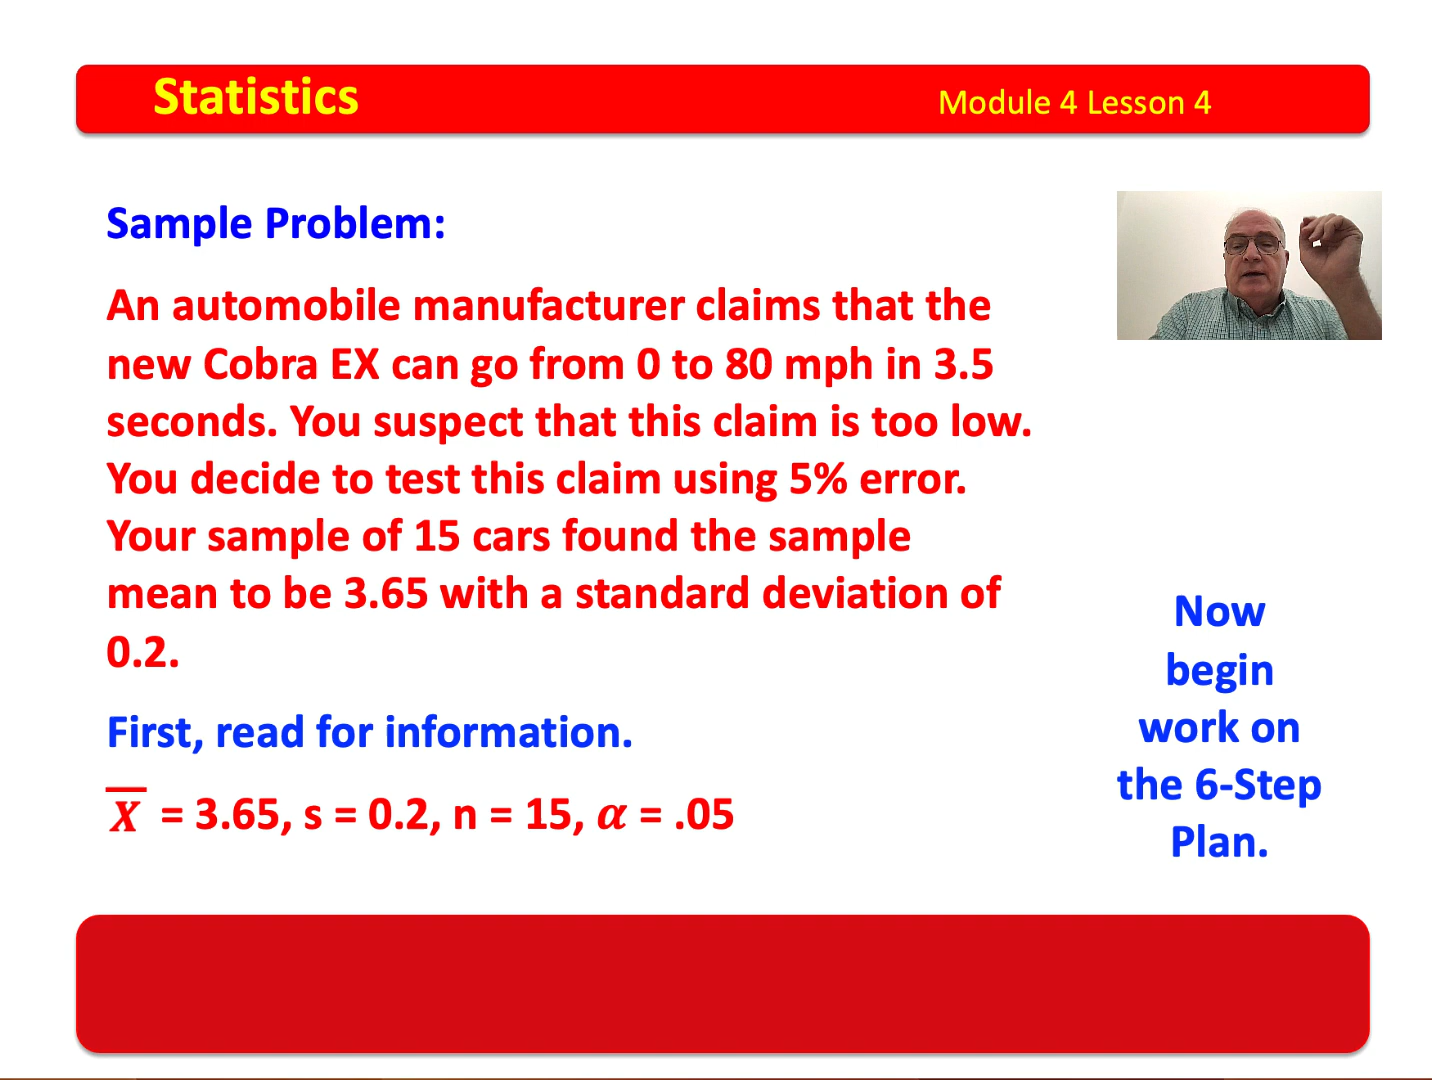 Statistics
Module 4 Lesson 4
Sample Problem:
An automobile manufacturer claims that the
new Cobra EX can go from 0 to 80 mph in 3.5
seconds. You suspect that this claim is too low.
You decide to test this claim using 5% error.
Your sample of 15 cars found the sample
mean to be 3.65 with a standard deviation of
0.2.
First, read for information.
X̅ = 3.65, s = 0.2, n = 15, α = .05
Now
begin
work on
the 6-Step
Plan.